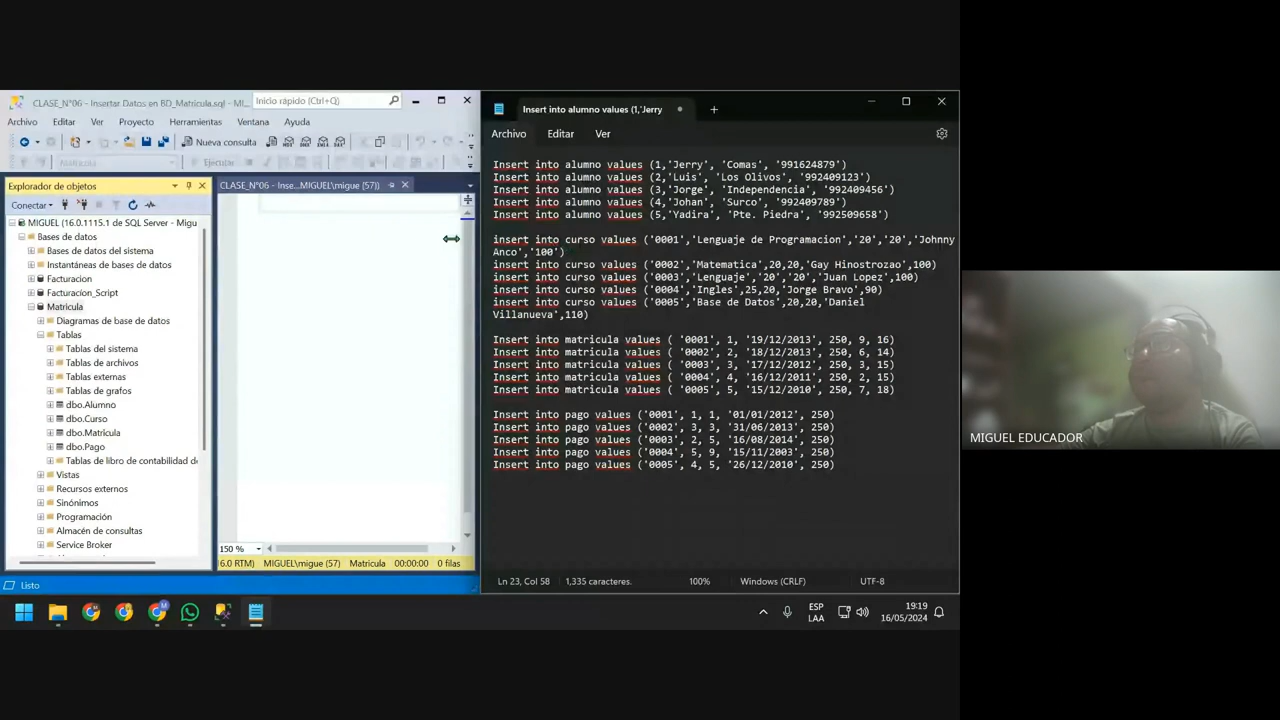 CLASE_N°06 - Insertar Datos en BD_Matricula.sql - MI...
Inicio rápido (Ctrl+Q)
Archivo Editar Ver Proyecto
Herramientas Ventana Ayuda
Nueva consulta
Matricula
Ejecutar
Explorador de objetos
Conectar
MIGUEL (16.0.1115.1 de SQL Server - Migu
Bases de datos
Bases de datos del sistema
Instantáneas de bases de datos
Facturacion
Facturacíon_Script
Matricula
Diagramas de base de datos
Tablas
Tablas del sistema
Tablas de archivos
Tablas externas
Tablas de grafos
dbo.Alumno
dbo.Curso
dbo.Matricula
dbo.Pago
Tablas de libro de contabilidad de
Vistas
Recursos externos
Sinónimos
Programación
Almacén de consultas
Service Broker
CLASE_N°06 - Inse...MIGUEL\migue (57))
150 %
6.0 RTM) MIGUEL\migue (57) Matricula 00:00:00 0 filas
Listo
Insert into alumno values (1,'Jerry
Archivo Editar Ver
Insert into alumno values (1,'Jerry', 'Comas', '991624879')
Insert into alumno values (2,'Luis', 'Los Olivos', '992409123')
Insert into alumno values (3,'Jorge', 'Independencia', '992409456')
Insert into alumno values (4,'Johan', 'Surco', '992409789')
Insert into alumno values (5,'Yadira', 'Pte. Piedra', '992509658')
insert into curso values ('0001','Lenguaje de Programacion','20','20','Johnny
Anco','100')
insert into curso values ('0002','Matematica',20,20,'Gay Hinostrozao',100)
insert into curso values ('0003','Lenguaje','20','20','Juan Lopez',100)
insert into curso values ('0004','Ingles',25,20,'Jorge Bravo',90)
insert into curso values ('0005','Base de Datos',20,20,'Daniel
Villanueva',110)
Insert into matricula values ( '0001', 1, '19/12/2013', 250, 9, 16)
Insert into matricula values ( '0002', 2, '18/12/2013', 250, 6, 14)
Insert into matricula values ( '0003', 3, '17/12/2012', 250, 3, 15)
Insert into matricula values ( '0004', 4, '16/12/2011', 250, 2, 15)
Insert into matricula values ( '0005', 5, '15/12/2010', 250, 7, 18)
Insert into pago values ('0001', 1, 1, '01/01/2012', 250)
Insert into pago values ('0002', 3, 3, '31/06/2013', 250)
Insert into pago values ('0003', 2, 5, '16/08/2014', 250)
Insert into pago values ('0004', 5, 9, '15/11/2003', 250)
Insert into pago values ('0005', 4, 5, '26/12/2010', 250)
Ln 23, Col 58 1,335 caracteres. 100% Windows (CRLF) UTF-8
MIGUEL EDUCADOR
ESP
LAA
19:19
16/05/2024